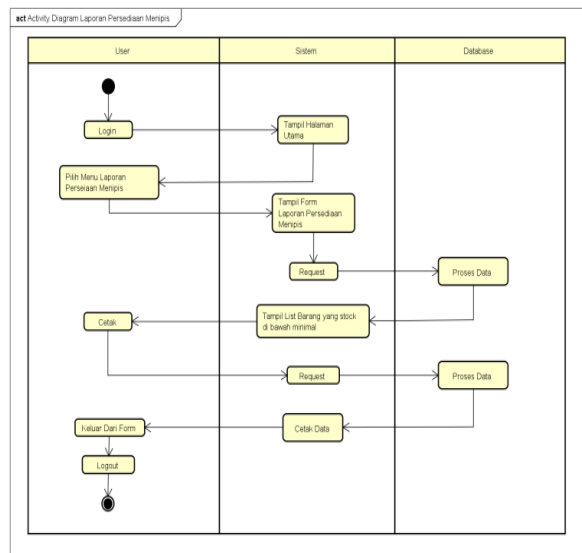 act Activity Diagram Laporan Persediaan Menipis
User
Sistem
Database
Login
Tampil Halaman
Utama
Pilih Menu Laporan
Perseiaan Menipis
Tampil Form
Laporan Persediaan
Menipis
Request
Proses Data
Tampil List Barang yang stock
di bawah minimal
Cetak
Request
Proses Data
Cetak Data
Keluar Dari Form
Logout